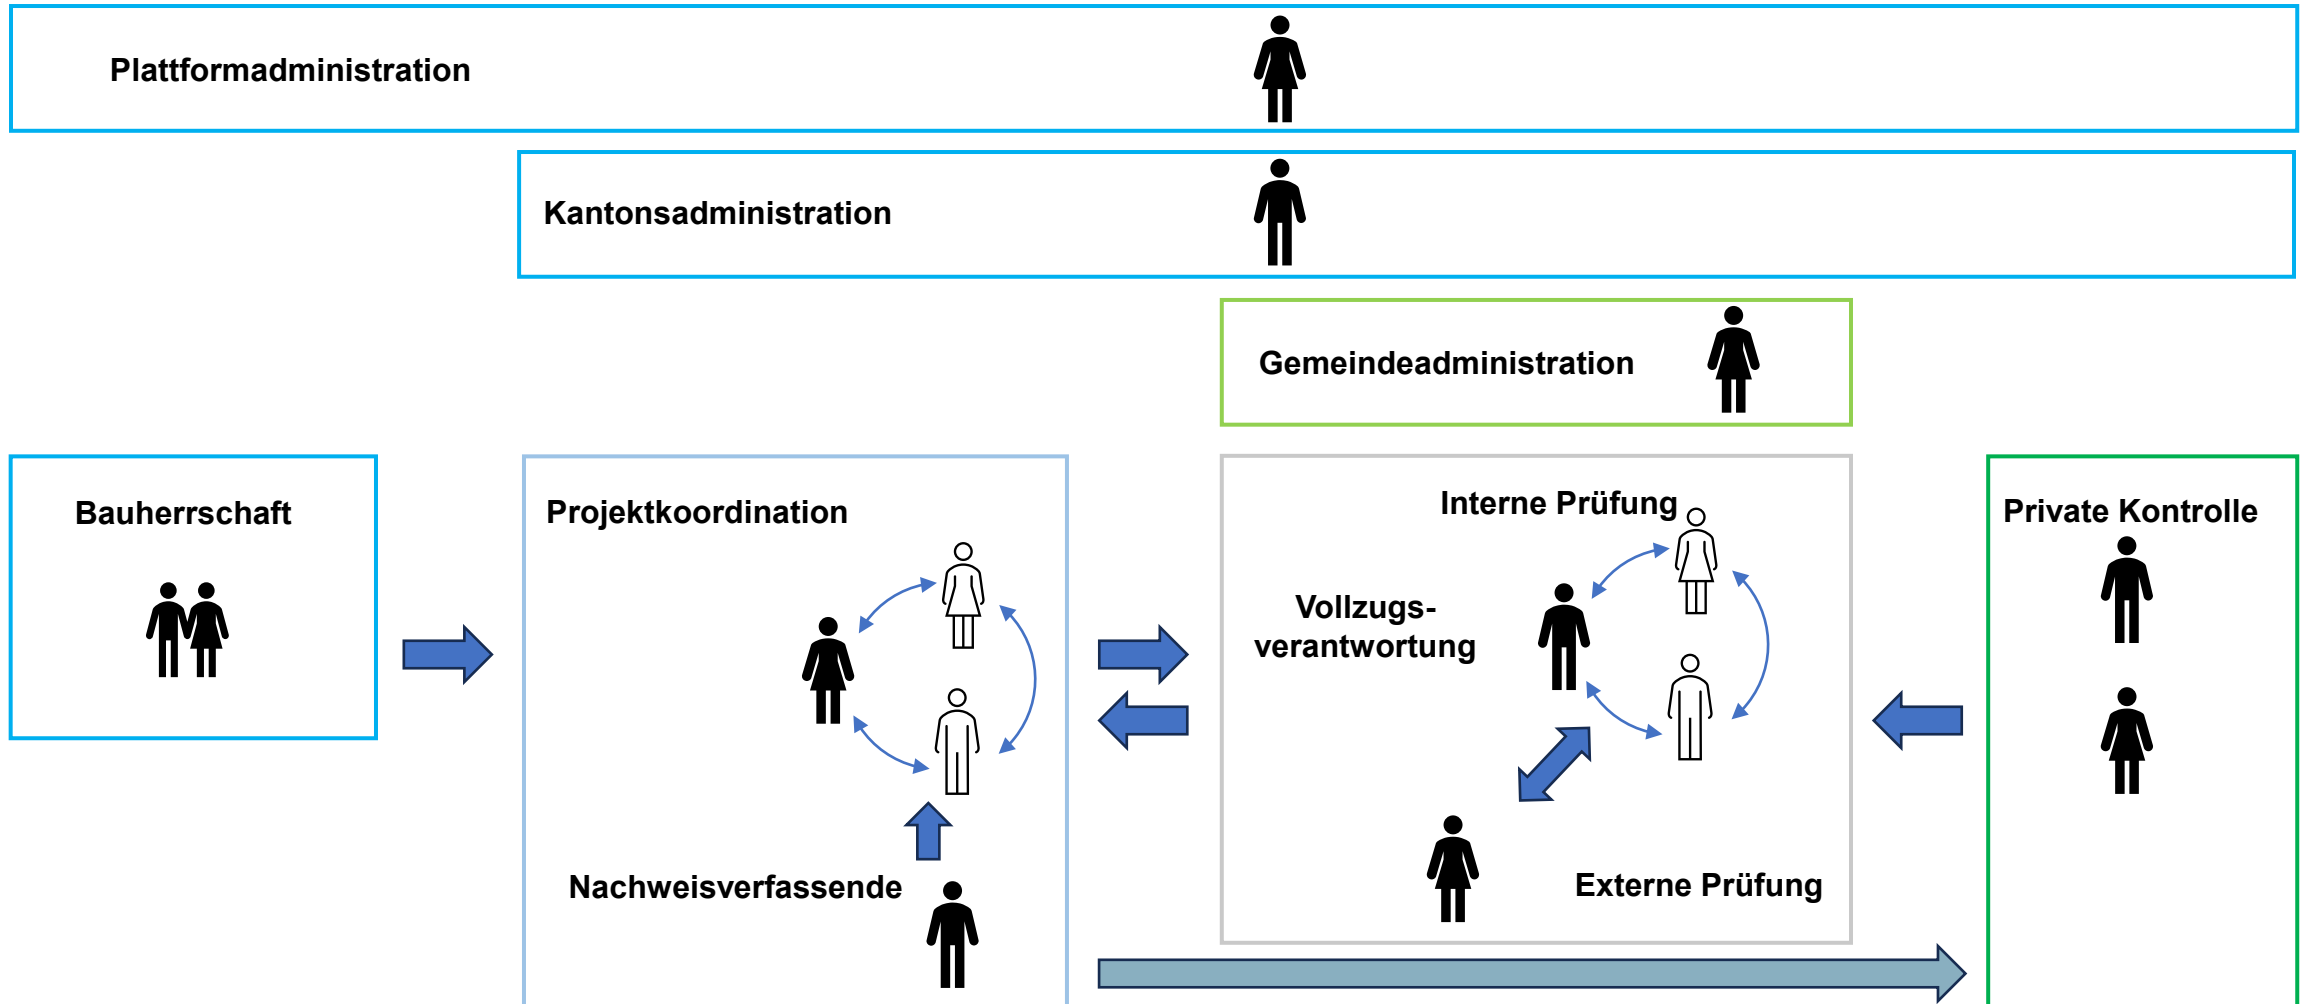 Plattformadministration
Kantonsadministration
Gemeindeadministration
Bauherrschaft
Projektkoordination
Nachweisverfassende
Interne Prüfung
Vollzugs-
verantwortung
Externe Prüfung
Private Kontrolle